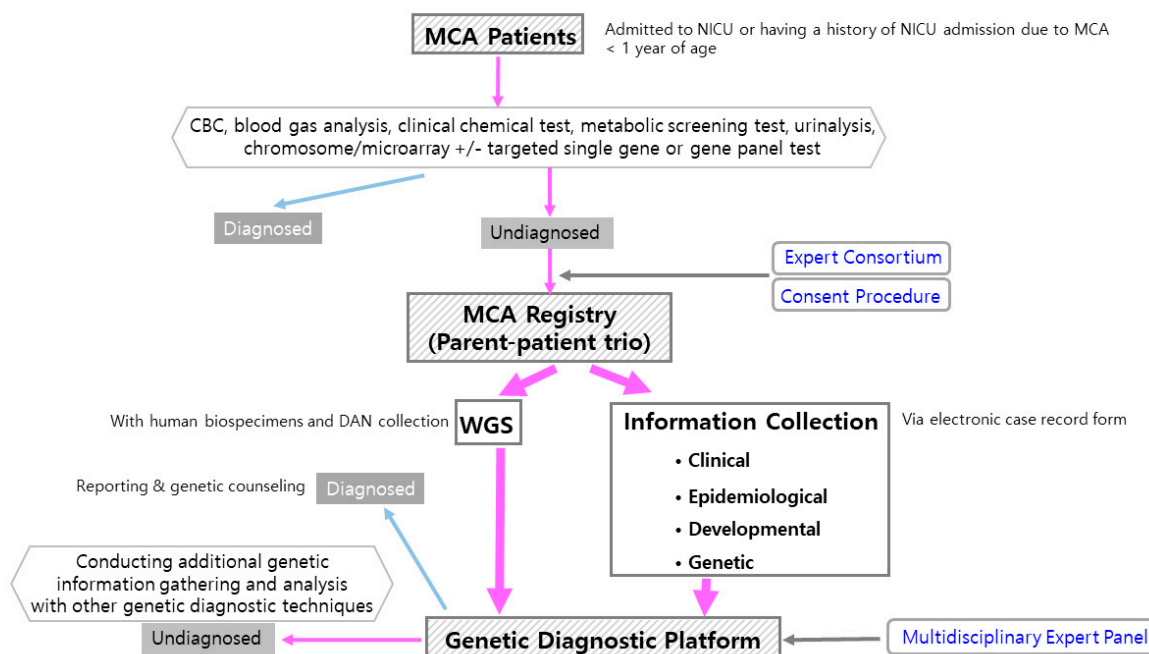 MCA Patients
Admitted to NICU or having a history of NICU admission due to MCA
< 1 year of age
CBC, blood gas analysis, clinical chemical test, metabolic screening test, urinalysis,
chromosome/microarray +/- targeted single gene or gene panel test
Diagnosed
Undiagnosed
Expert Consortium
Consent Procedure
MCA Registry
(Parent-patient trio)
With human biospecimens and DAN collection
WGS
Information Collection
• Clinical
• Epidemiological
• Developmental
• Genetic
Via electronic case record form
Reporting & genetic counseling
Diagnosed
Conducting additional genetic
information gathering and analysis
with other genetic diagnostic techniques
Undiagnosed
Genetic Diagnostic Platform
Multidisciplinary Expert Panel